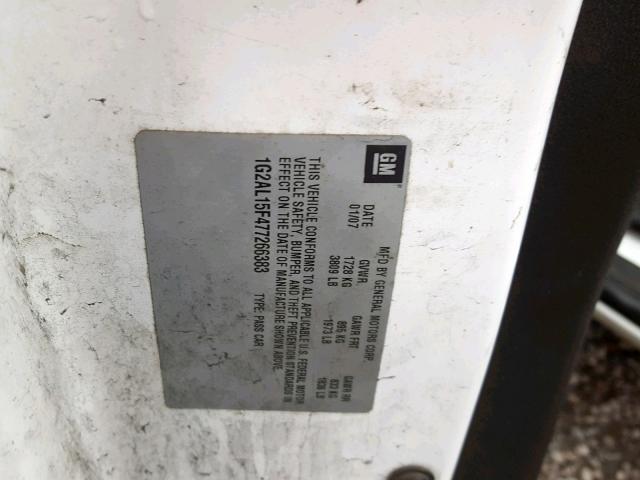 GM
MFD BY GENERAL MOTORS CORP.
DATE GVWR GAWR FRT GAWR RR
01/07 1728 KG 895 KG 833 KG
3809 LB 1973 LB 1836 LB
THIS VEHICLE CONFORMS TO ALL APPLICABLE U.S. FEDERAL MOTOR
VEHICLE SAFETY, BUMPER, AND THEFT PREVENTION STANDARDS IN
EFFECT ON THE DATE OF MANUFACTURE SHOWN ABOVE.
1G2AL15F477266383 TYPE: PASS CAR